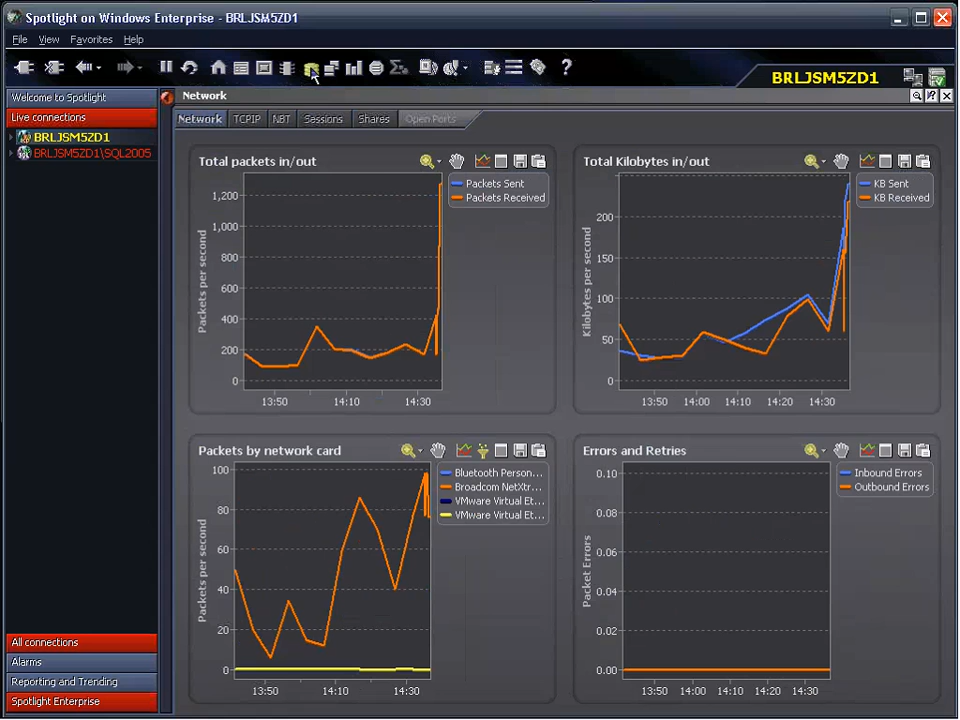 Spotlight on Windows Enterprise - BRLJSM5ZD1
File View Favorites Help
BRLJSM5ZD1
Welcome to Spotlight
Live connections
BRLJSM5ZD1
BRLJSM5ZD1\SQL2005
All connections
Alarms
Reporting and Trending
Spotlight Enterprise
Network
Network TCPIP NBT Sessions Shares Open Ports
Total packets in/out
Packets Sent
Packets Received
Packets per second
1,200
1,000
800
600
400
200
0
13:50 14:10 14:30
Total Kilobytes in/out
KB Sent
KB Received
Kilobytes per second
200
150
100
50
0
13:50 14:00 14:10 14:20 14:30
Packets by network card
Bluetooth Person...
Broadcom NetXtr...
VMware Virtual Et...
VMware Virtual Et...
Packets per second
100
80
60
40
20
0
13:50 14:10 14:30
Errors and Retries
Inbound Errors
Outbound Errors
Packet Errors
0.10
0.08
0.06
0.04
0.02
0.00
13:50 14:00 14:10 14:20 14:30